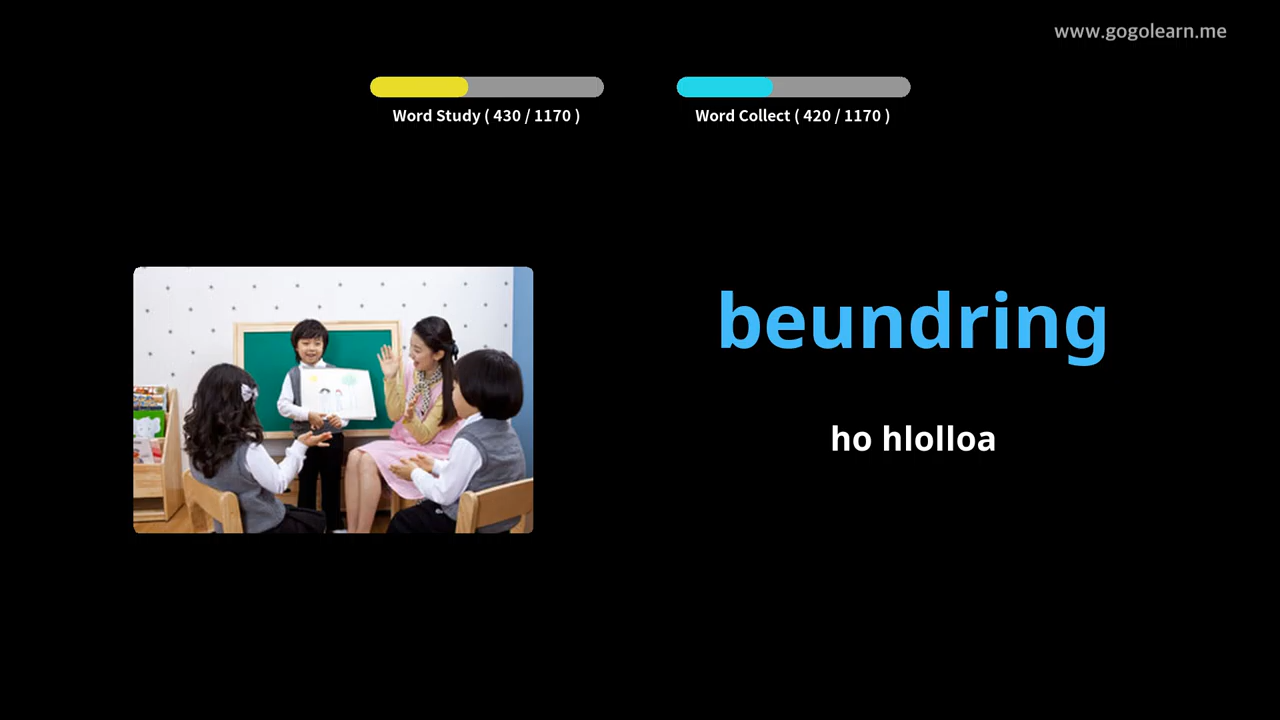 www.gogolearn.me
Word Study ( 430 / 1170 )
Word Collect ( 420 / 1170 )
beundring
ho hlolloa